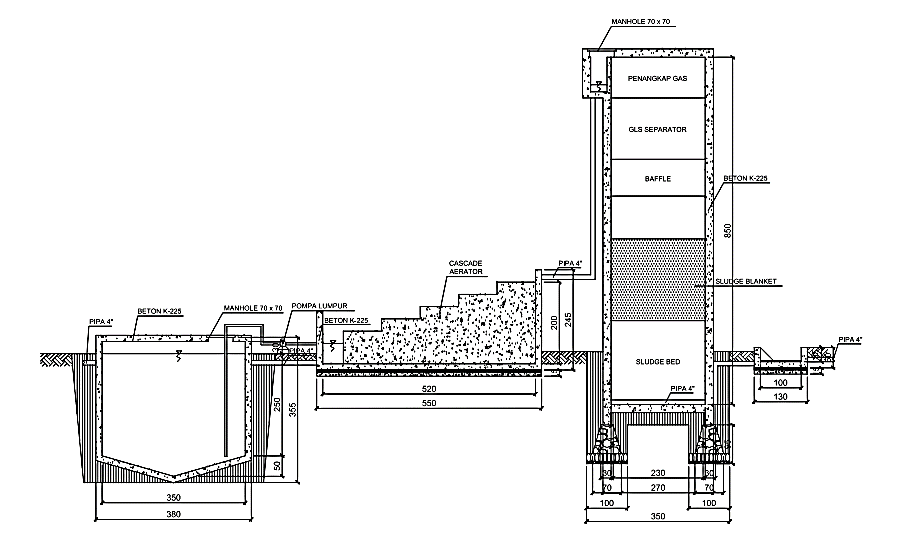 MANHOLE 70 x 70
PENANGKAP GAS
GLS SEPARATOR
BAFFLE
BETON K-225
850
SLUDGE BLANKET
SLUDGE BED
PIPA 4"
PIPA 4"
CASCADE
AERATOR
200
245
BETON K-225
POMPA LUMPUR
MANHOLE 70 x 70
BETON K-225
PIPA 4"
PIPA 4"
250
355
50
350
380
520
550
30
230
30
70
270
70
100
100
350
PIPA 4"
100
130